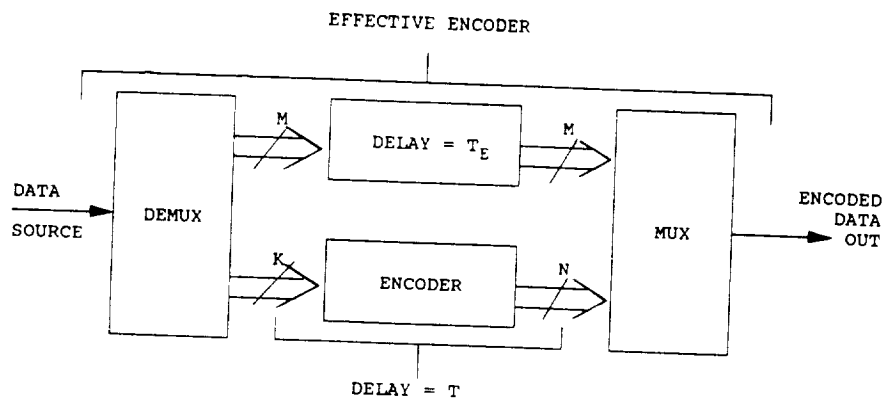 EFFECTIVE ENCODER
M
M
DELAY = T_E
DATA
SOURCE
DEMUX
MUX
ENCODED
DATA
OUT
K
N
ENCODER
DELAY = T